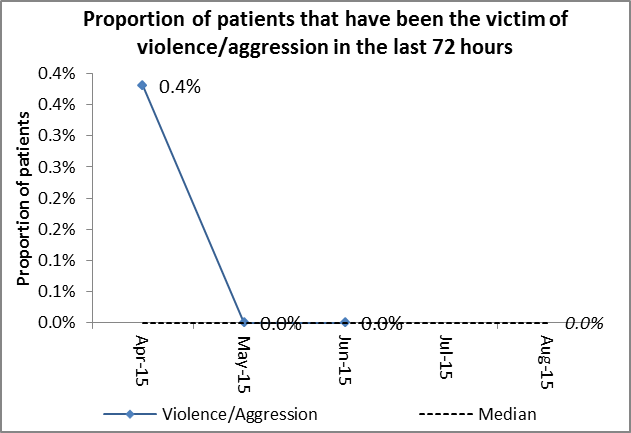 Proportion of patients that have been the victim of
violence/aggression in the last 72 hours
Proportion of patients
0.4%
0.4%
0.3%
0.3%
0.2%
0.2%
0.1%
0.1%
0.0%
0.4%
0.0%
0.0%
0.0%
Apr-15
May-15
Jun-15
Jul-15
Aug-15
Violence/Aggression
Median